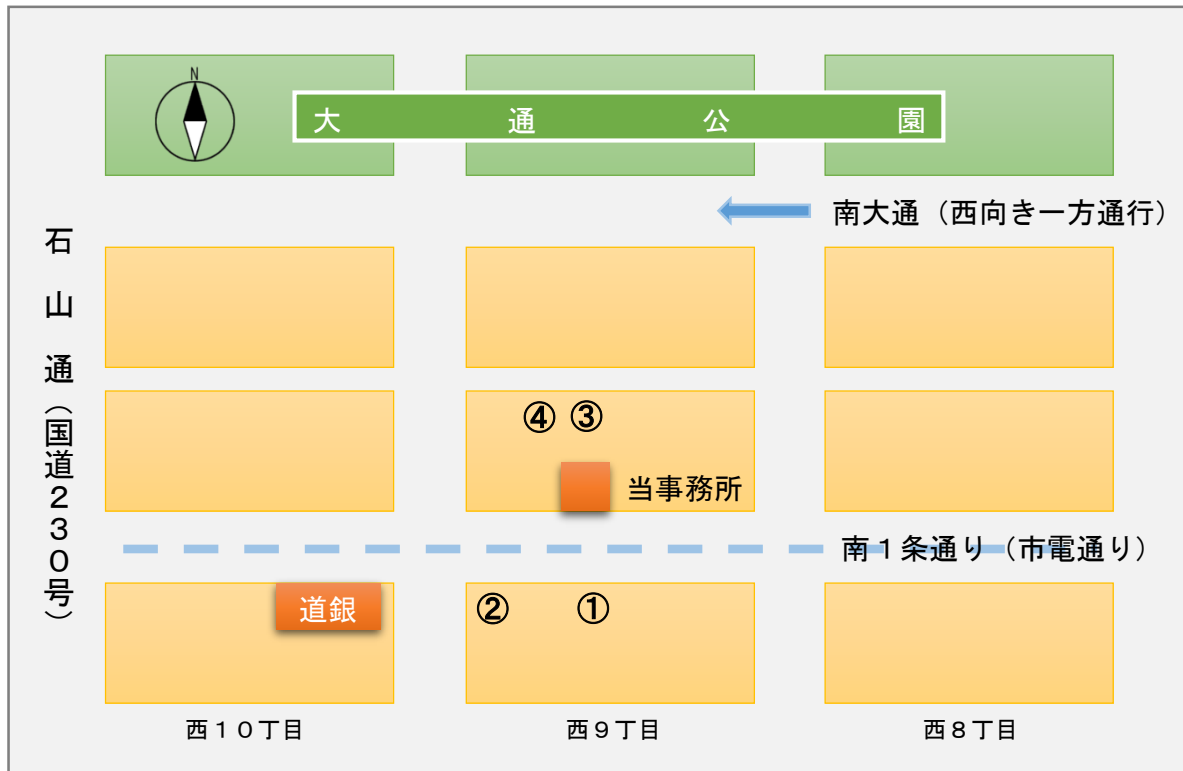 N
大通公園
南大通（西向き一方通行）
石山通（国道２３０号）
④ ③
当事務所
南１条通り（市電通り）
道銀
② ①
西１０丁目
西９丁目
西８丁目